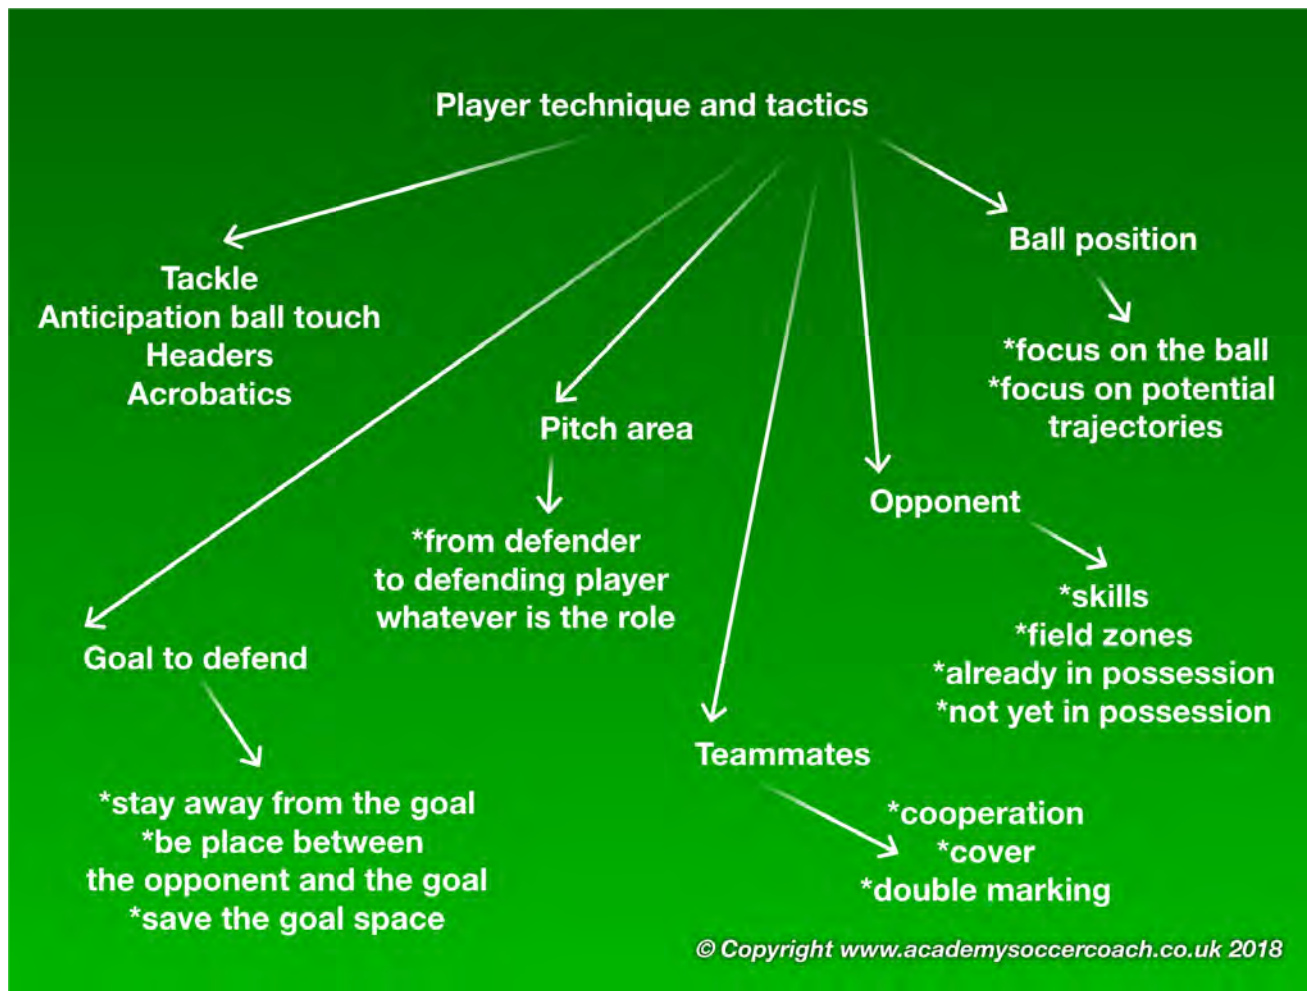 Player technique and tactics
Tackle
Anticipation ball touch
Headers
Acrobatics
Goal to defend
*stay away from the goal
*be place between
the opponent and the goal
*save the goal space
Pitch area
*from defender
to defending player
whatever is the role
Teammates
*cooperation
*cover
*double marking
Opponent
*skills
*field zones
*already in possession
*not yet in possession
Ball position
*focus on the ball
*focus on potential
trajectories
© Copyright www.academysoccercoach.co.uk 2018